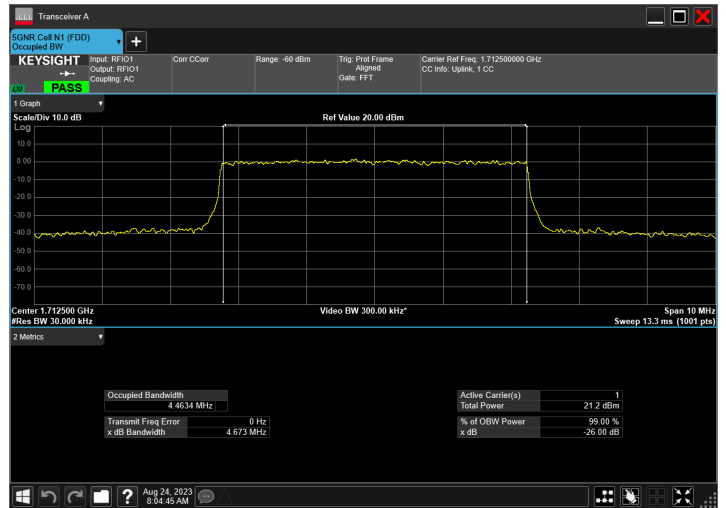 Transceiver A
5GNR Cell N1 (FDD)
Occupied BW
KEYSIGHT
LXI
PASS
Input: RFIO1
Output: RFIO1
Coupling: AC
Corr CCorr
Range: -60 dBm
Trig: Prot Frame
Aligned
Gate: FFT
Carrier Ref Freq: 1.712500000 GHz
CC Info: Uplink, 1 CC
1 Graph
Scale/Div 10.0 dB
Ref Value 20.00 dBm
Log
10.0
0.00
-10.0
-20.0
-30.0
-40.0
-50.0
-60.0
-70.0
Center 1.712500 GHz
Video BW 300.00 kHz*
Span 10 MHz
#Res BW 30.000 kHz
Sweep 13.3 ms (1001 pts)
2 Metrics
Occupied Bandwidth
4.4634 MHz
Transmit Freq Error 0 Hz
x dB Bandwidth 4.673 MHz
Active Carrier(s) 1
Total Power 21.2 dBm
% of OBW Power 99.00 %
x dB -26.00 dB
?
Aug 24, 2023
8:04:45 AM